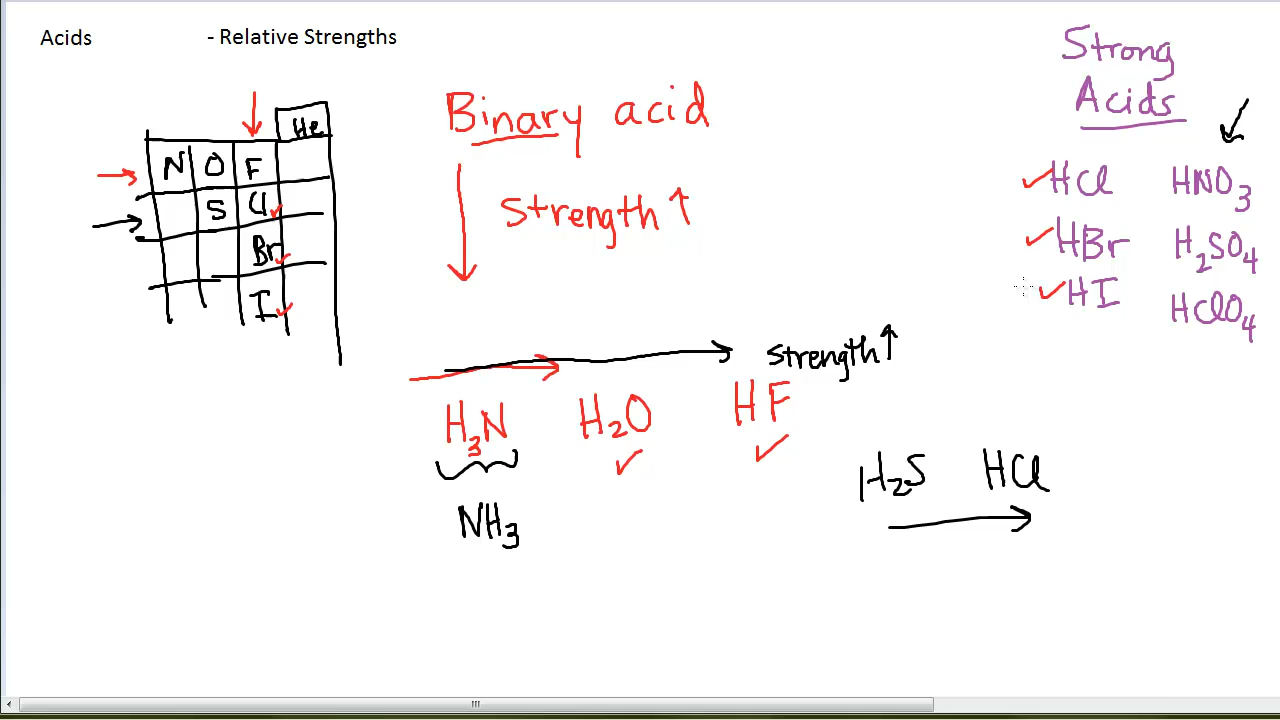 Acids - Relative Strengths
He
N O F
S Cl
Br
I
Binary acid
Strength ↑
strength ↑
H₃N H₂O HF
NH₃
H₂S HCl
Strong
Acids
HCl HNO₃
HBr H₂SO₄
HI HClO₄